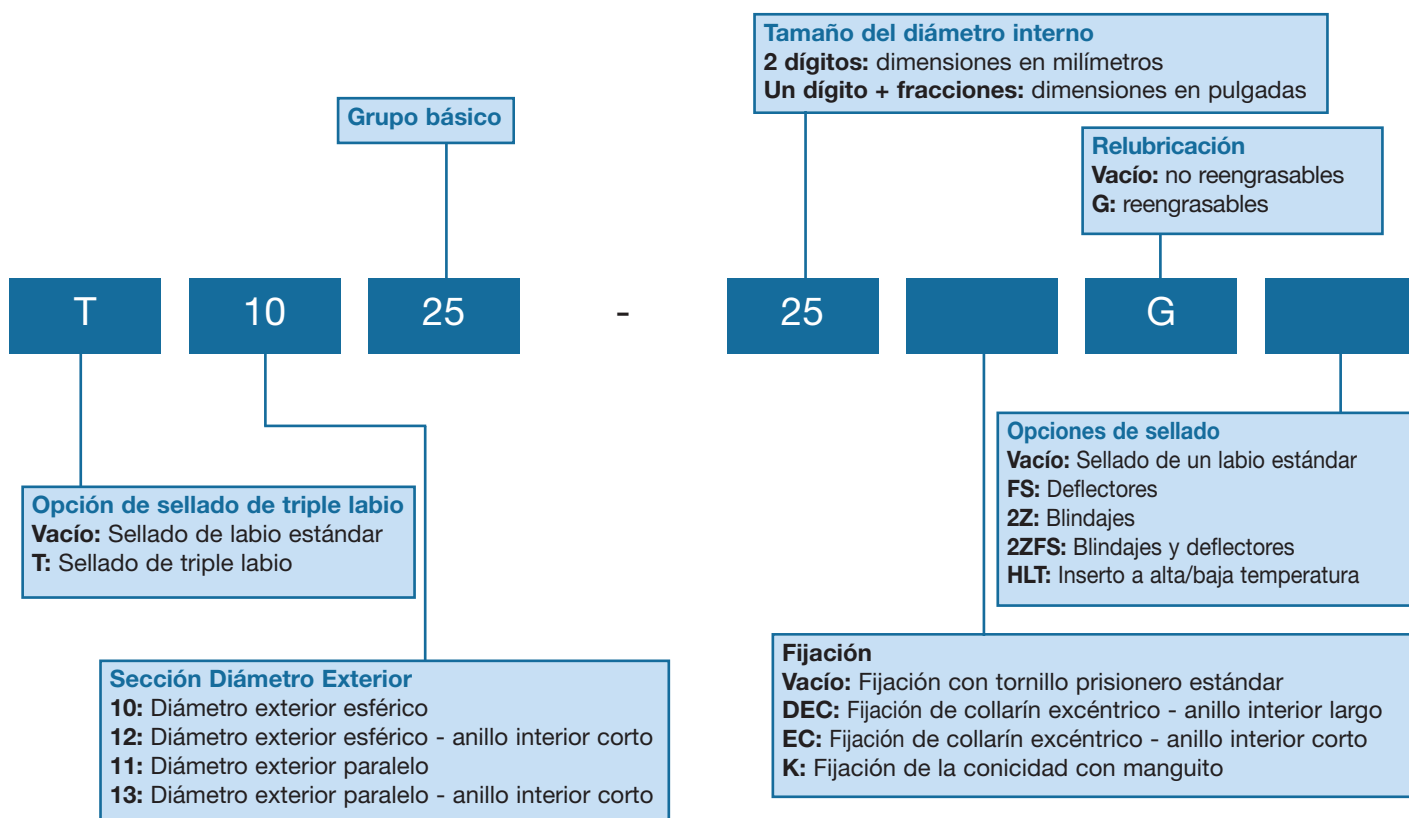 Tamaño del diámetro interno
2 dígitos: dimensiones en milímetros
Un dígito + fracciones: dimensiones en pulgadas
Grupo básico
Relubricación
Vacío: no reengrasables
G: reengrasables
T 10 25 - 25 G
Opciones de sellado
Vacío: Sellado de un labio estándar
FS: Deflectores
2Z: Blindajes
2ZFS: Blindajes y deflectores
HLT: Inserto a alta/baja temperatura
Opción de sellado de triple labio
Vacío: Sellado de labio estándar
T: Sellado de triple labio
Fijación
Vacío: Fijación con tornillo prisionero estándar
DEC: Fijación de collarín excéntrico - anillo interior largo
EC: Fijación de collarín excéntrico - anillo interior corto
K: Fijación de la conicidad con manguito
Sección Diámetro Exterior
10: Diámetro exterior esférico
12: Diámetro exterior esférico - anillo interior corto
11: Diámetro exterior paralelo
13: Diámetro exterior paralelo - anillo interior corto